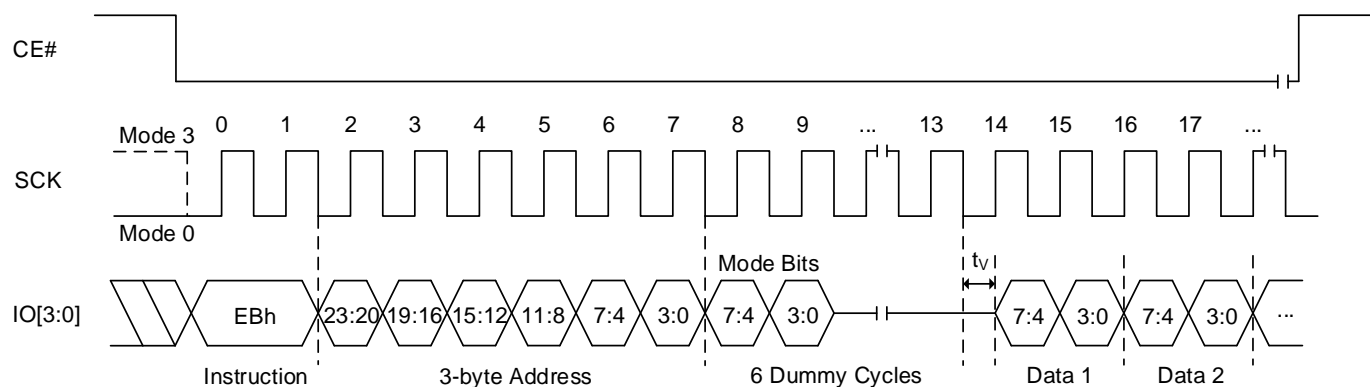 CE#
0 1 2 3 4 5 6 7 8 9 ... 13 14 15 16 17 ...
Mode 3
SCK
Mode 0
Mode Bits
tV
IO[3:0]
EBh 23:20 19:16 15:12 11:8 7:4 3:0 7:4 3:0 7:4 3:0 7:4 3:0 ...
Instruction 3-byte Address 6 Dummy Cycles Data 1 Data 2